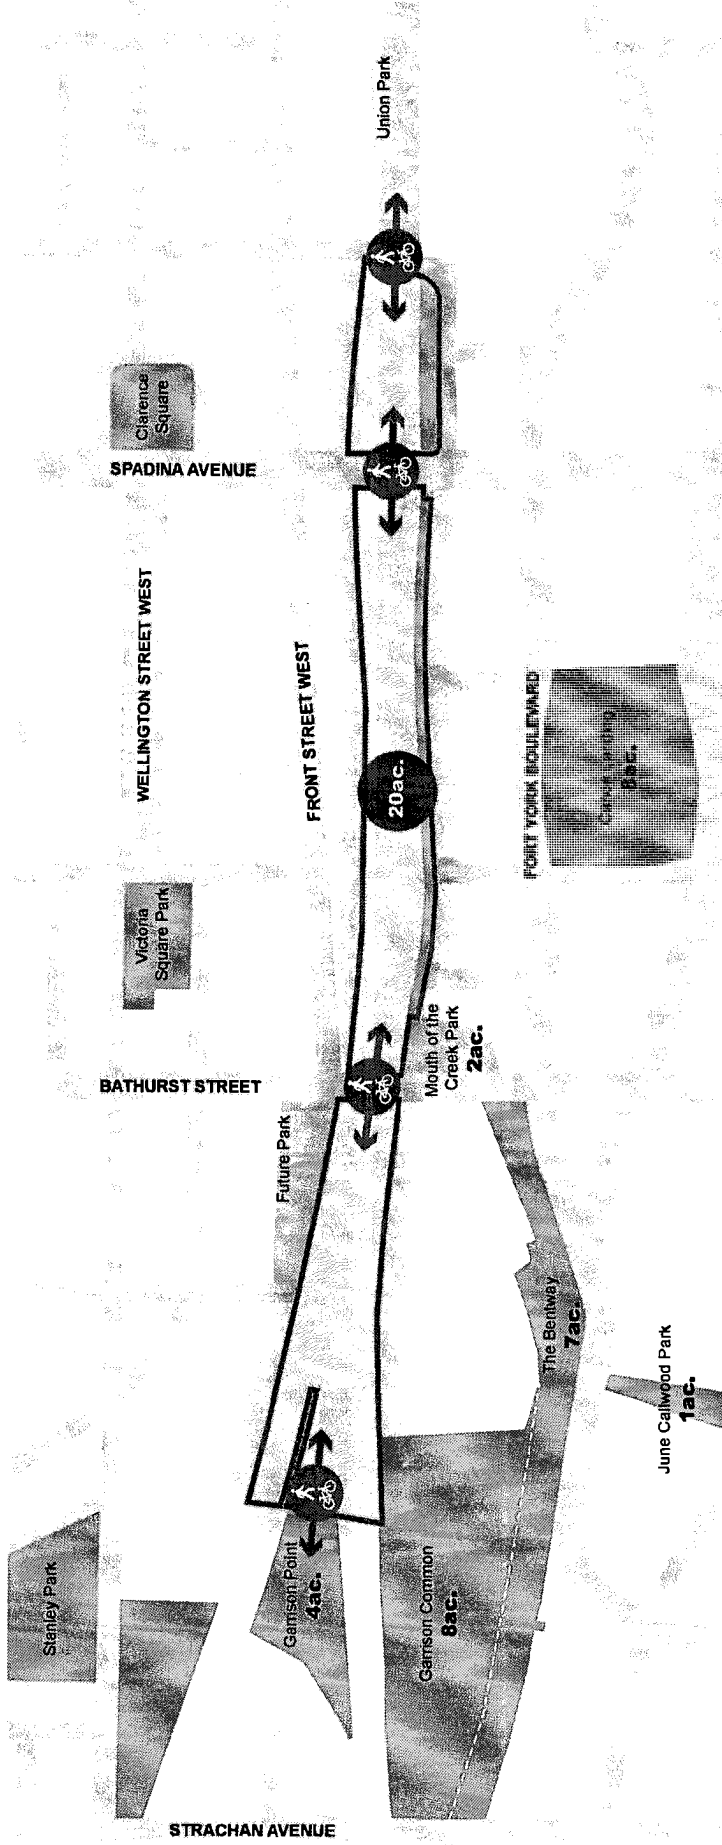 Union Park
Clarence
Square
SPADINA AVENUE
WELLINGTON STREET WEST
FRONT STREET WEST
20ac.
FORT YORK BOULEVARD
Canoe Landing
8ac.
Victoria
Square Park
BATHURST STREET
Mouth of the
Creek Park
2ac.
Future Park
The Bentway
7ac.
June Callwood Park
1ac.
Stanley Park
Garrison Point
4ac.
Garrison Common
8ac.
STRACHAN AVENUE